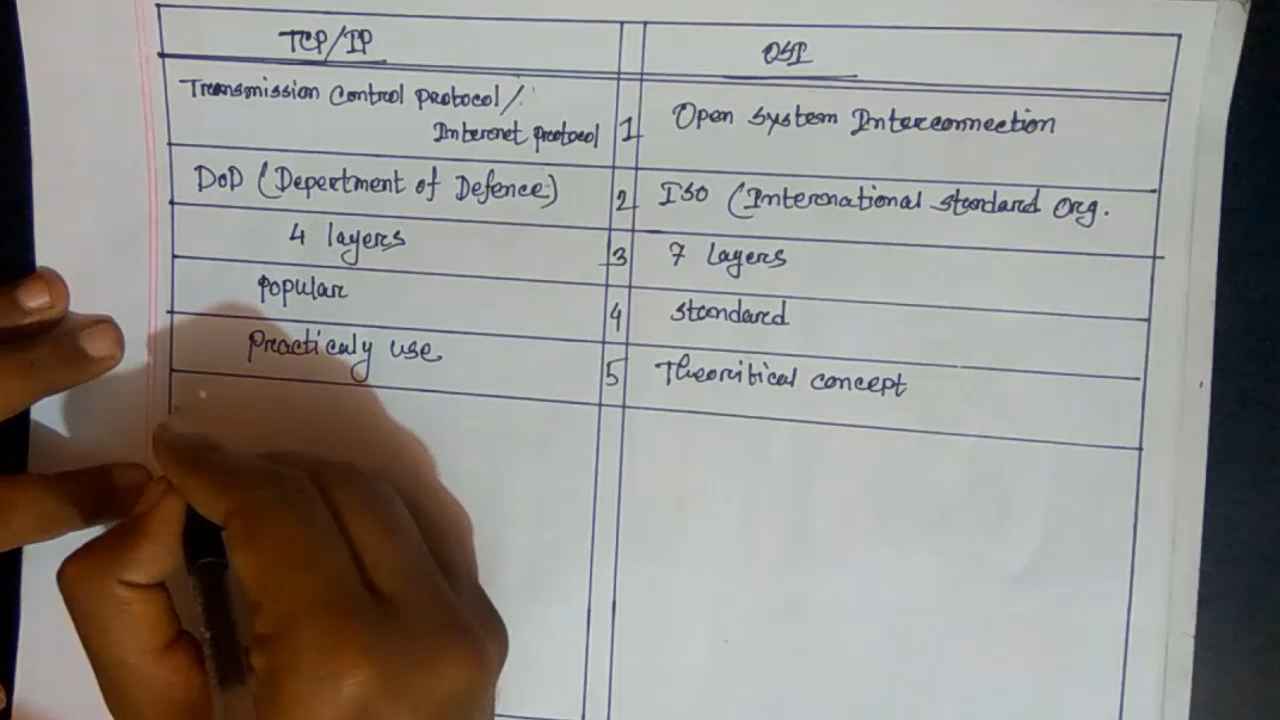 TCP/IP
OSI
Transmission Control protocol/
Internet protocol
1
Open system Interconnection
DoD (Depertment of Defence)
2
ISO (International standard Org.
4 layers
3
7 Layers
popular
4
standard
practicaly use
5
Theoritical concept